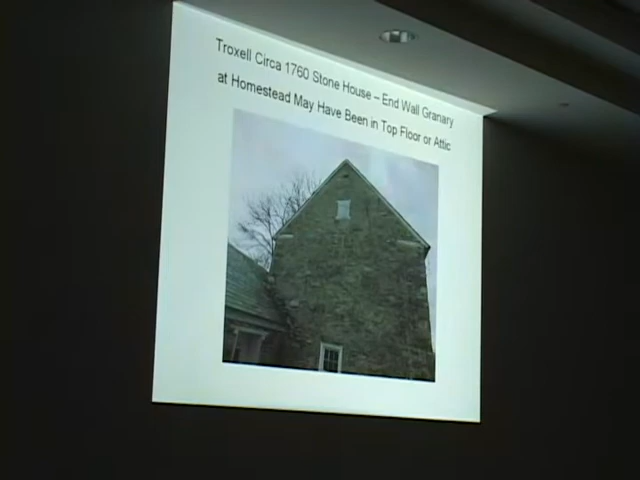 Troxell Circa 1760 Stone House – End Wall Granary
at Homestead May Have Been in Top Floor or Attic